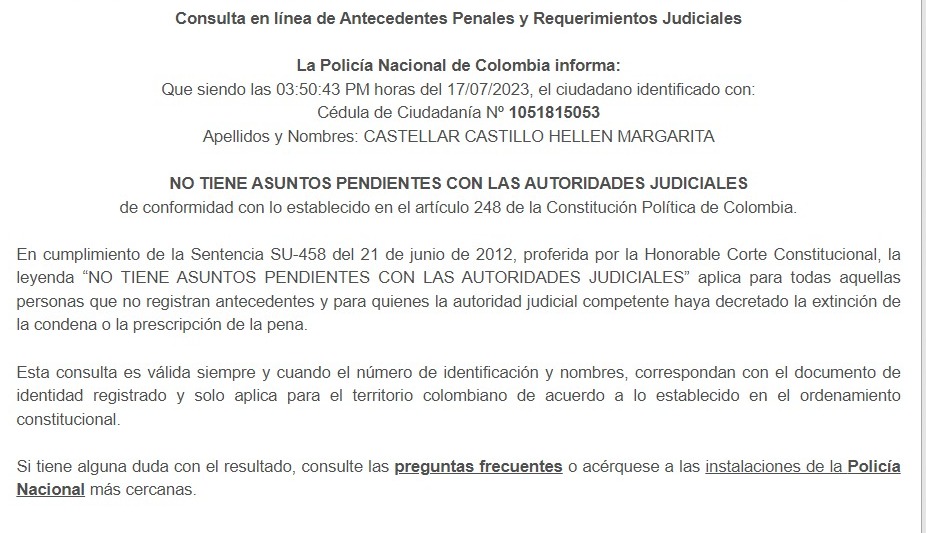 Consulta en línea de Antecedentes Penales y Requerimientos Judiciales
La Policía Nacional de Colombia informa:
Que siendo las 03:50:43 PM horas del 17/07/2023, el ciudadano identificado con:
Cédula de Ciudadanía Nº 1051815053
Apellidos y Nombres: CASTELLAR CASTILLO HELLEN MARGARITA
NO TIENE ASUNTOS PENDIENTES CON LAS AUTORIDADES JUDICIALES
de conformidad con lo establecido en el artículo 248 de la Constitución Política de Colombia.
En cumplimiento de la Sentencia SU-458 del 21 de junio de 2012, proferida por la Honorable Corte Constitucional, la
leyenda “NO TIENE ASUNTOS PENDIENTES CON LAS AUTORIDADES JUDICIALES” aplica para todas aquellas
personas que no registran antecedentes y para quienes la autoridad judicial competente haya decretado la extinción de
la condena o la prescripción de la pena.
Esta consulta es válida siempre y cuando el número de identificación y nombres, correspondan con el documento de
identidad registrado y solo aplica para el territorio colombiano de acuerdo a lo establecido en el ordenamiento
constitucional.
Si tiene alguna duda con el resultado, consulte las preguntas frecuentes o acérquese a las instalaciones de la Policía
Nacional más cercanas.